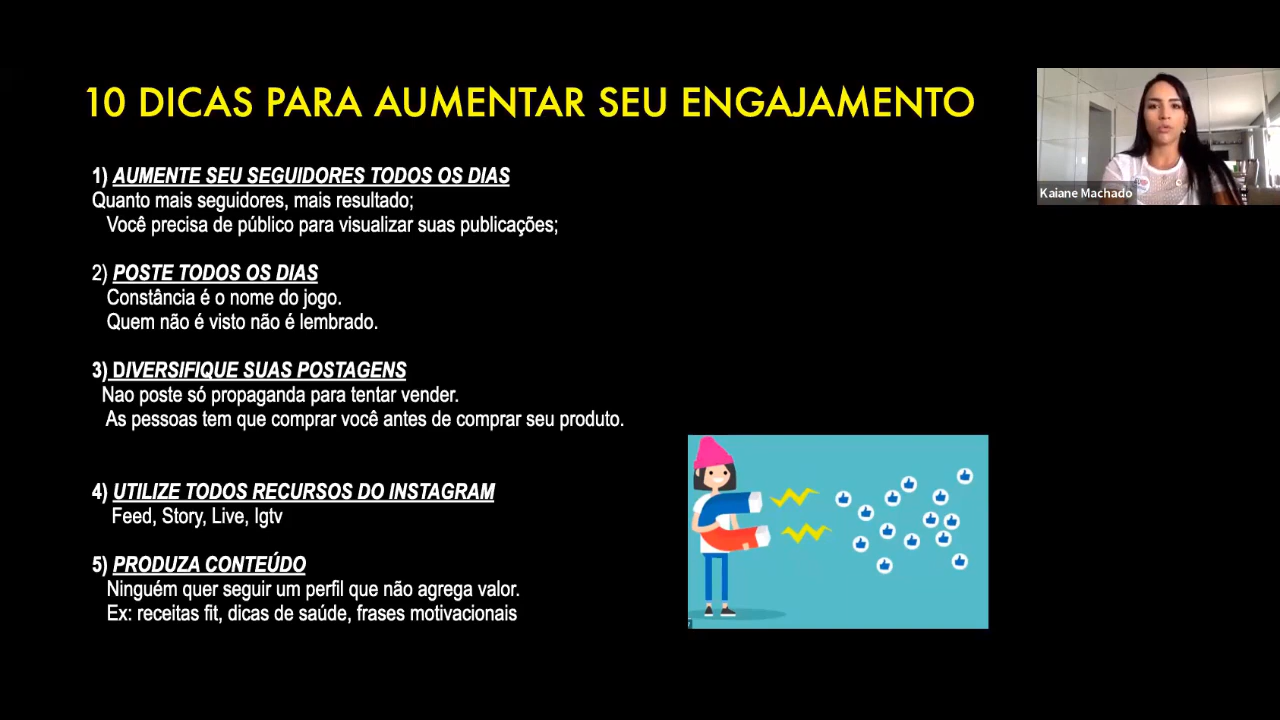 10 DICAS PARA AUMENTAR SEU ENGAJAMENTO
1) AUMENTE SEU SEGUIDORES TODOS OS DIAS
Quanto mais seguidores, mais resultado;
Você precisa de público para visualizar suas publicações;
2) POSTE TODOS OS DIAS
Constância é o nome do jogo.
Quem não é visto não é lembrado.
3) DIVERSIFIQUE SUAS POSTAGENS
Nao poste só propaganda para tentar vender.
As pessoas tem que comprar você antes de comprar seu produto.
4) UTILIZE TODOS RECURSOS DO INSTAGRAM
Feed, Story, Live, Igtv
5) PRODUZA CONTEÚDO
Ninguém quer seguir um perfil que não agrega valor.
Ex: receitas fit, dicas de saúde, frases motivacionais
Kaiane Machado